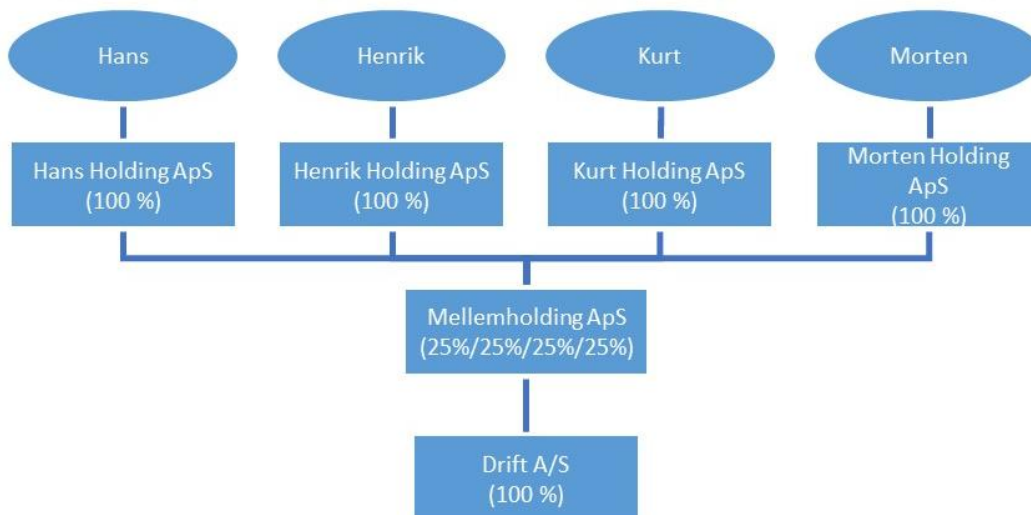 Hans
Henrik
Kurt
Morten
Hans Holding ApS
(100 %)
Henrik Holding ApS
(100 %)
Kurt Holding ApS
(100 %)
Morten Holding
ApS
(100 %)
Mellemholding ApS
(25%/25%/25%/25%)
Drift A/S
(100 %)